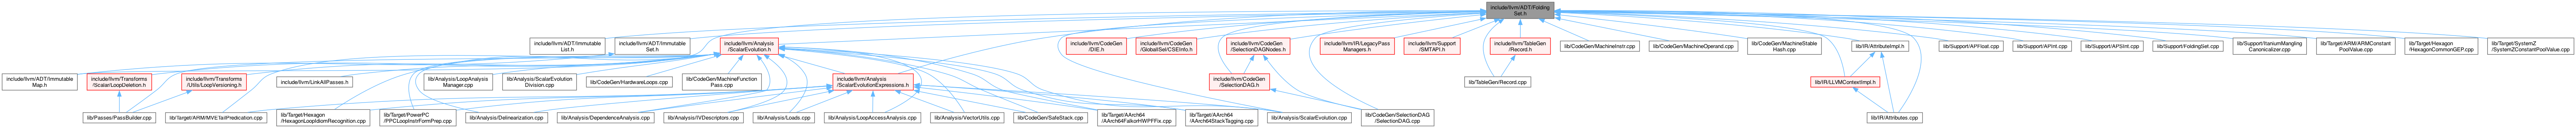 include/llvm/ADT/Folding
Set.h
include/llvm/ADT/Immutable
List.h
include/llvm/ADT/Immutable
Set.h
include/llvm/Analysis
/ScalarEvolution.h
include/llvm/CodeGen
/DIE.h
include/llvm/CodeGen
/GlobalISel/CSEInfo.h
include/llvm/CodeGen
/SelectionDAGNodes.h
include/llvm/IR/LegacyPass
Managers.h
include/llvm/Support
/SMTAPI.h
include/llvm/TableGen
/Record.h
lib/CodeGen/MachineInstr.cpp
lib/CodeGen/MachineOperand.cpp
lib/CodeGen/MachineStable
Hash.cpp
lib/IR/AttributeImpl.h
lib/Support/APFloat.cpp
lib/Support/APInt.cpp
lib/Support/APSInt.cpp
lib/Support/FoldingSet.cpp
lib/Support/ItaniumMangling
Canonicalizer.cpp
lib/Target/ARM/ARMConstant
PoolValue.cpp
lib/Target/Hexagon
/HexagonCommonGEP.cpp
lib/Target/SystemZ
/SystemZConstantPoolValue.cpp
include/llvm/ADT/Immutable
Map.h
include/llvm/Transforms
/Scalar/LoopDeletion.h
include/llvm/Transforms
/Utils/LoopVersioning.h
include/llvm/LinkAllPasses.h
lib/Analysis/LoopAnalysis
Manager.cpp
lib/Analysis/ScalarEvolution
Division.cpp
lib/CodeGen/HardwareLoops.cpp
lib/CodeGen/MachineFunction
Pass.cpp
include/llvm/Analysis
/ScalarEvolutionExpressions.h
include/llvm/CodeGen
/SelectionDAG.h
lib/TableGen/Record.cpp
lib/IR/LLVMContextImpl.h
lib/Passes/PassBuilder.cpp
lib/Target/ARM/MVETailPredication.cpp
lib/Target/Hexagon
/HexagonLoopIdiomRecognition.cpp
lib/Target/PowerPC
/PPCLoopInstrFormPrep.cpp
lib/Analysis/Delinearization.cpp
lib/Analysis/DependenceAnalysis.cpp
lib/Analysis/IVDescriptors.cpp
lib/Analysis/Loads.cpp
lib/Analysis/LoopAccessAnalysis.cpp
lib/Analysis/VectorUtils.cpp
lib/CodeGen/SafeStack.cpp
lib/Target/AArch64
/AArch64FalkorHWPFFix.cpp
lib/Target/AArch64
/AArch64StackTagging.cpp
lib/Analysis/ScalarEvolution.cpp
lib/CodeGen/SelectionDAG
/SelectionDAG.cpp
lib/IR/Attributes.cpp